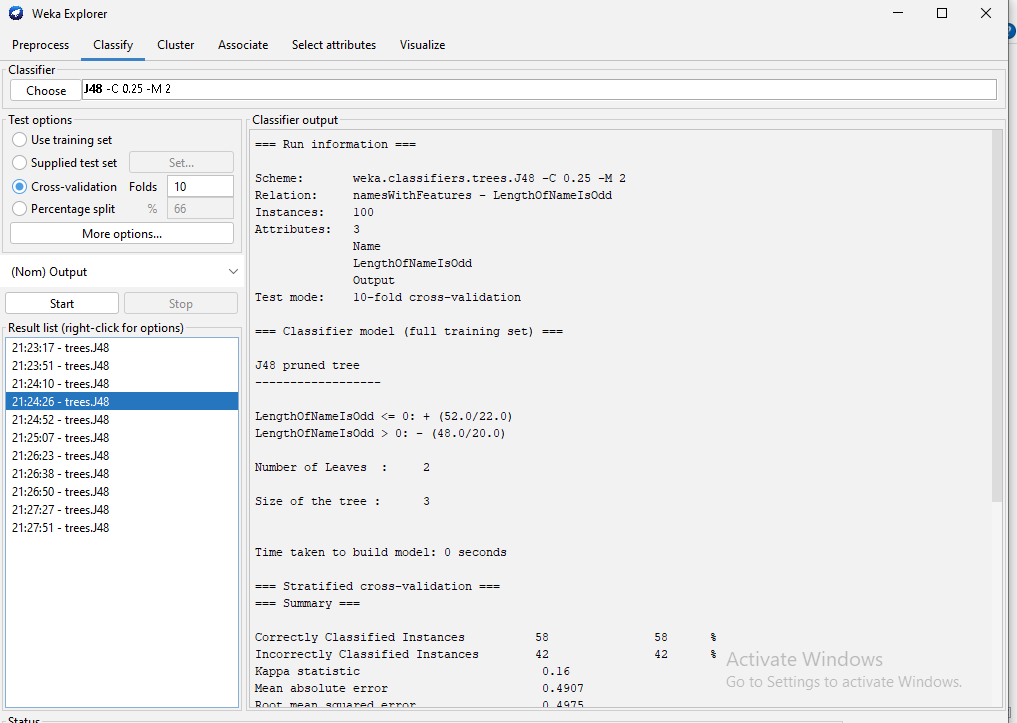 Weka Explorer
Preprocess Classify Cluster Associate Select attributes Visualize
Classifier
Choose J48 -C 0.25 -M 2
Test options
Use training set
Supplied test set Set...
Cross-validation Folds 10
Percentage split % 66
More options...
(Nom) Output
Start Stop
Result list (right-click for options)
21:23:17 - trees.J48
21:23:51 - trees.J48
21:24:10 - trees.J48
21:24:26 - trees.J48
21:24:52 - trees.J48
21:25:07 - trees.J48
21:26:23 - trees.J48
21:26:38 - trees.J48
21:26:50 - trees.J48
21:27:27 - trees.J48
21:27:51 - trees.J48
Classifier output
=== Run information ===
Scheme: weka.classifiers.trees.J48 -C 0.25 -M 2
Relation: namesWithFeatures - LengthOfNameIsOdd
Instances: 100
Attributes: 3
Name
LengthOfNameIsOdd
Output
Test mode: 10-fold cross-validation
=== Classifier model (full training set) ===
J48 pruned tree
------------------
LengthOfNameIsOdd <= 0: + (52.0/22.0)
LengthOfNameIsOdd > 0: - (48.0/20.0)
Number of Leaves : 2
Size of the tree : 3
Time taken to build model: 0 seconds
=== Stratified cross-validation ===
=== Summary ===
Correctly Classified Instances 58 58 %
Incorrectly Classified Instances 42 42 %
Kappa statistic 0.16
Mean absolute error 0.4907
Root mean squared error 0.4975
Activate Windows
Go to Settings to activate Windows.
Status